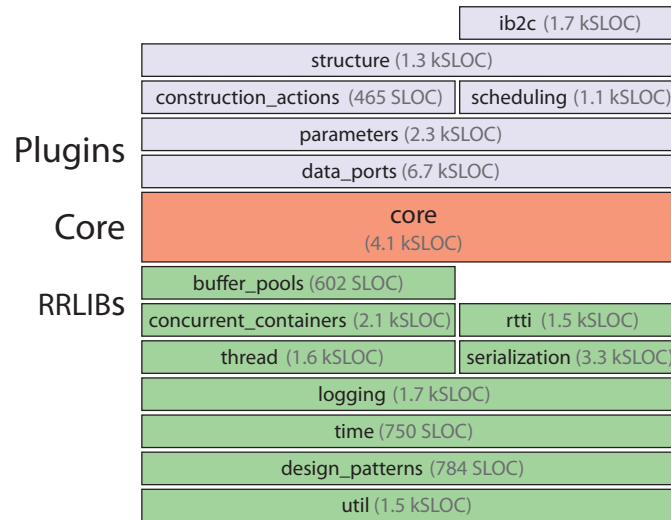 ib2c (1.7 kSLOC)
structure (1.3 kSLOC)
construction_actions (465 SLOC) scheduling (1.1 kSLOC)
parameters (2.3 kSLOC)
Plugins
data_ports (6.7 kSLOC)
Core
core
(4.1 kSLOC)
buffer_pools (602 SLOC)
RRLIBs
concurrent_containers (2.1 kSLOC) rtti (1.5 kSLOC)
thread (1.6 kSLOC) serialization (3.3 kSLOC)
logging (1.7 kSLOC)
time (750 SLOC)
design_patterns (784 SLOC)
util (1.5 kSLOC)